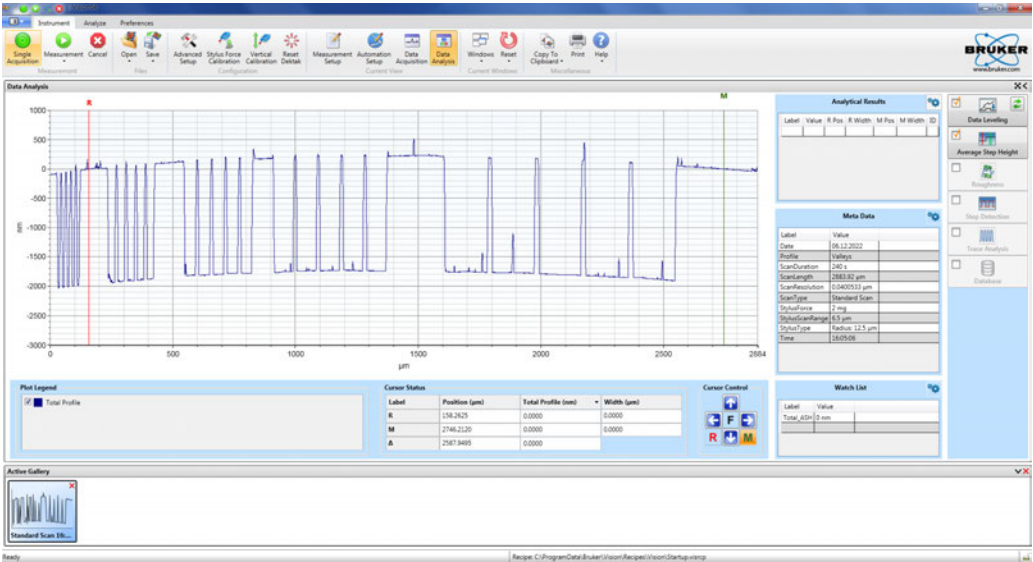 Instrument Analyze Preferences
Single Acquisition Measurement Cancel Open Save Advanced Setup Stylus Force Calibration Vertical Calibration Reset Dektak Measurement Setup Automation Setup Data Acquisition Data Analysis Windows Reset Copy To Clipboard Print Help
Measurement Files Configuration Current View Current Windows Miscellaneous
BRUKER
www.bruker.com
Data Analysis
R M
1000
500
0
-500
-1000
-1500
-2000
-2500
-3000
nm
0 500 1000 1500 2000 2500 2884
µm
Analytical Results
Label Value R Pos R Width M Pos M Width ID
Meta Data
Label Value
Date 06.12.2022
Profile Valleys
ScanDuration 240 s
ScanLength 2883.92 µm
ScanResolution 0.0400533 µm
ScanType Standard Scan
StylusForce 2 mg
StylusScanRange 6.5 µm
StylusType Radius: 12.5 µm
Time 16:05:06
Data Leveling
Average Step Height
Roughness
Step Detection
Trace Analysis
Database
Plot Legend
Total Profile
Cursor Status
Label Position (µm) Total Profile (nm) Width (µm)
R 158.2625 0.0000 0.0000
M 2746.2120 0.0000 0.0000
Δ 2587.9495 0.0000
Cursor Control
F
R M
Watch List
Label Value
Total_ASH 0 nm
Active Gallery
Standard Scan 16:...
Ready
Recipe: C:\ProgramData\Bruker\Vision\Recipes\Vision\Startup.visrcp